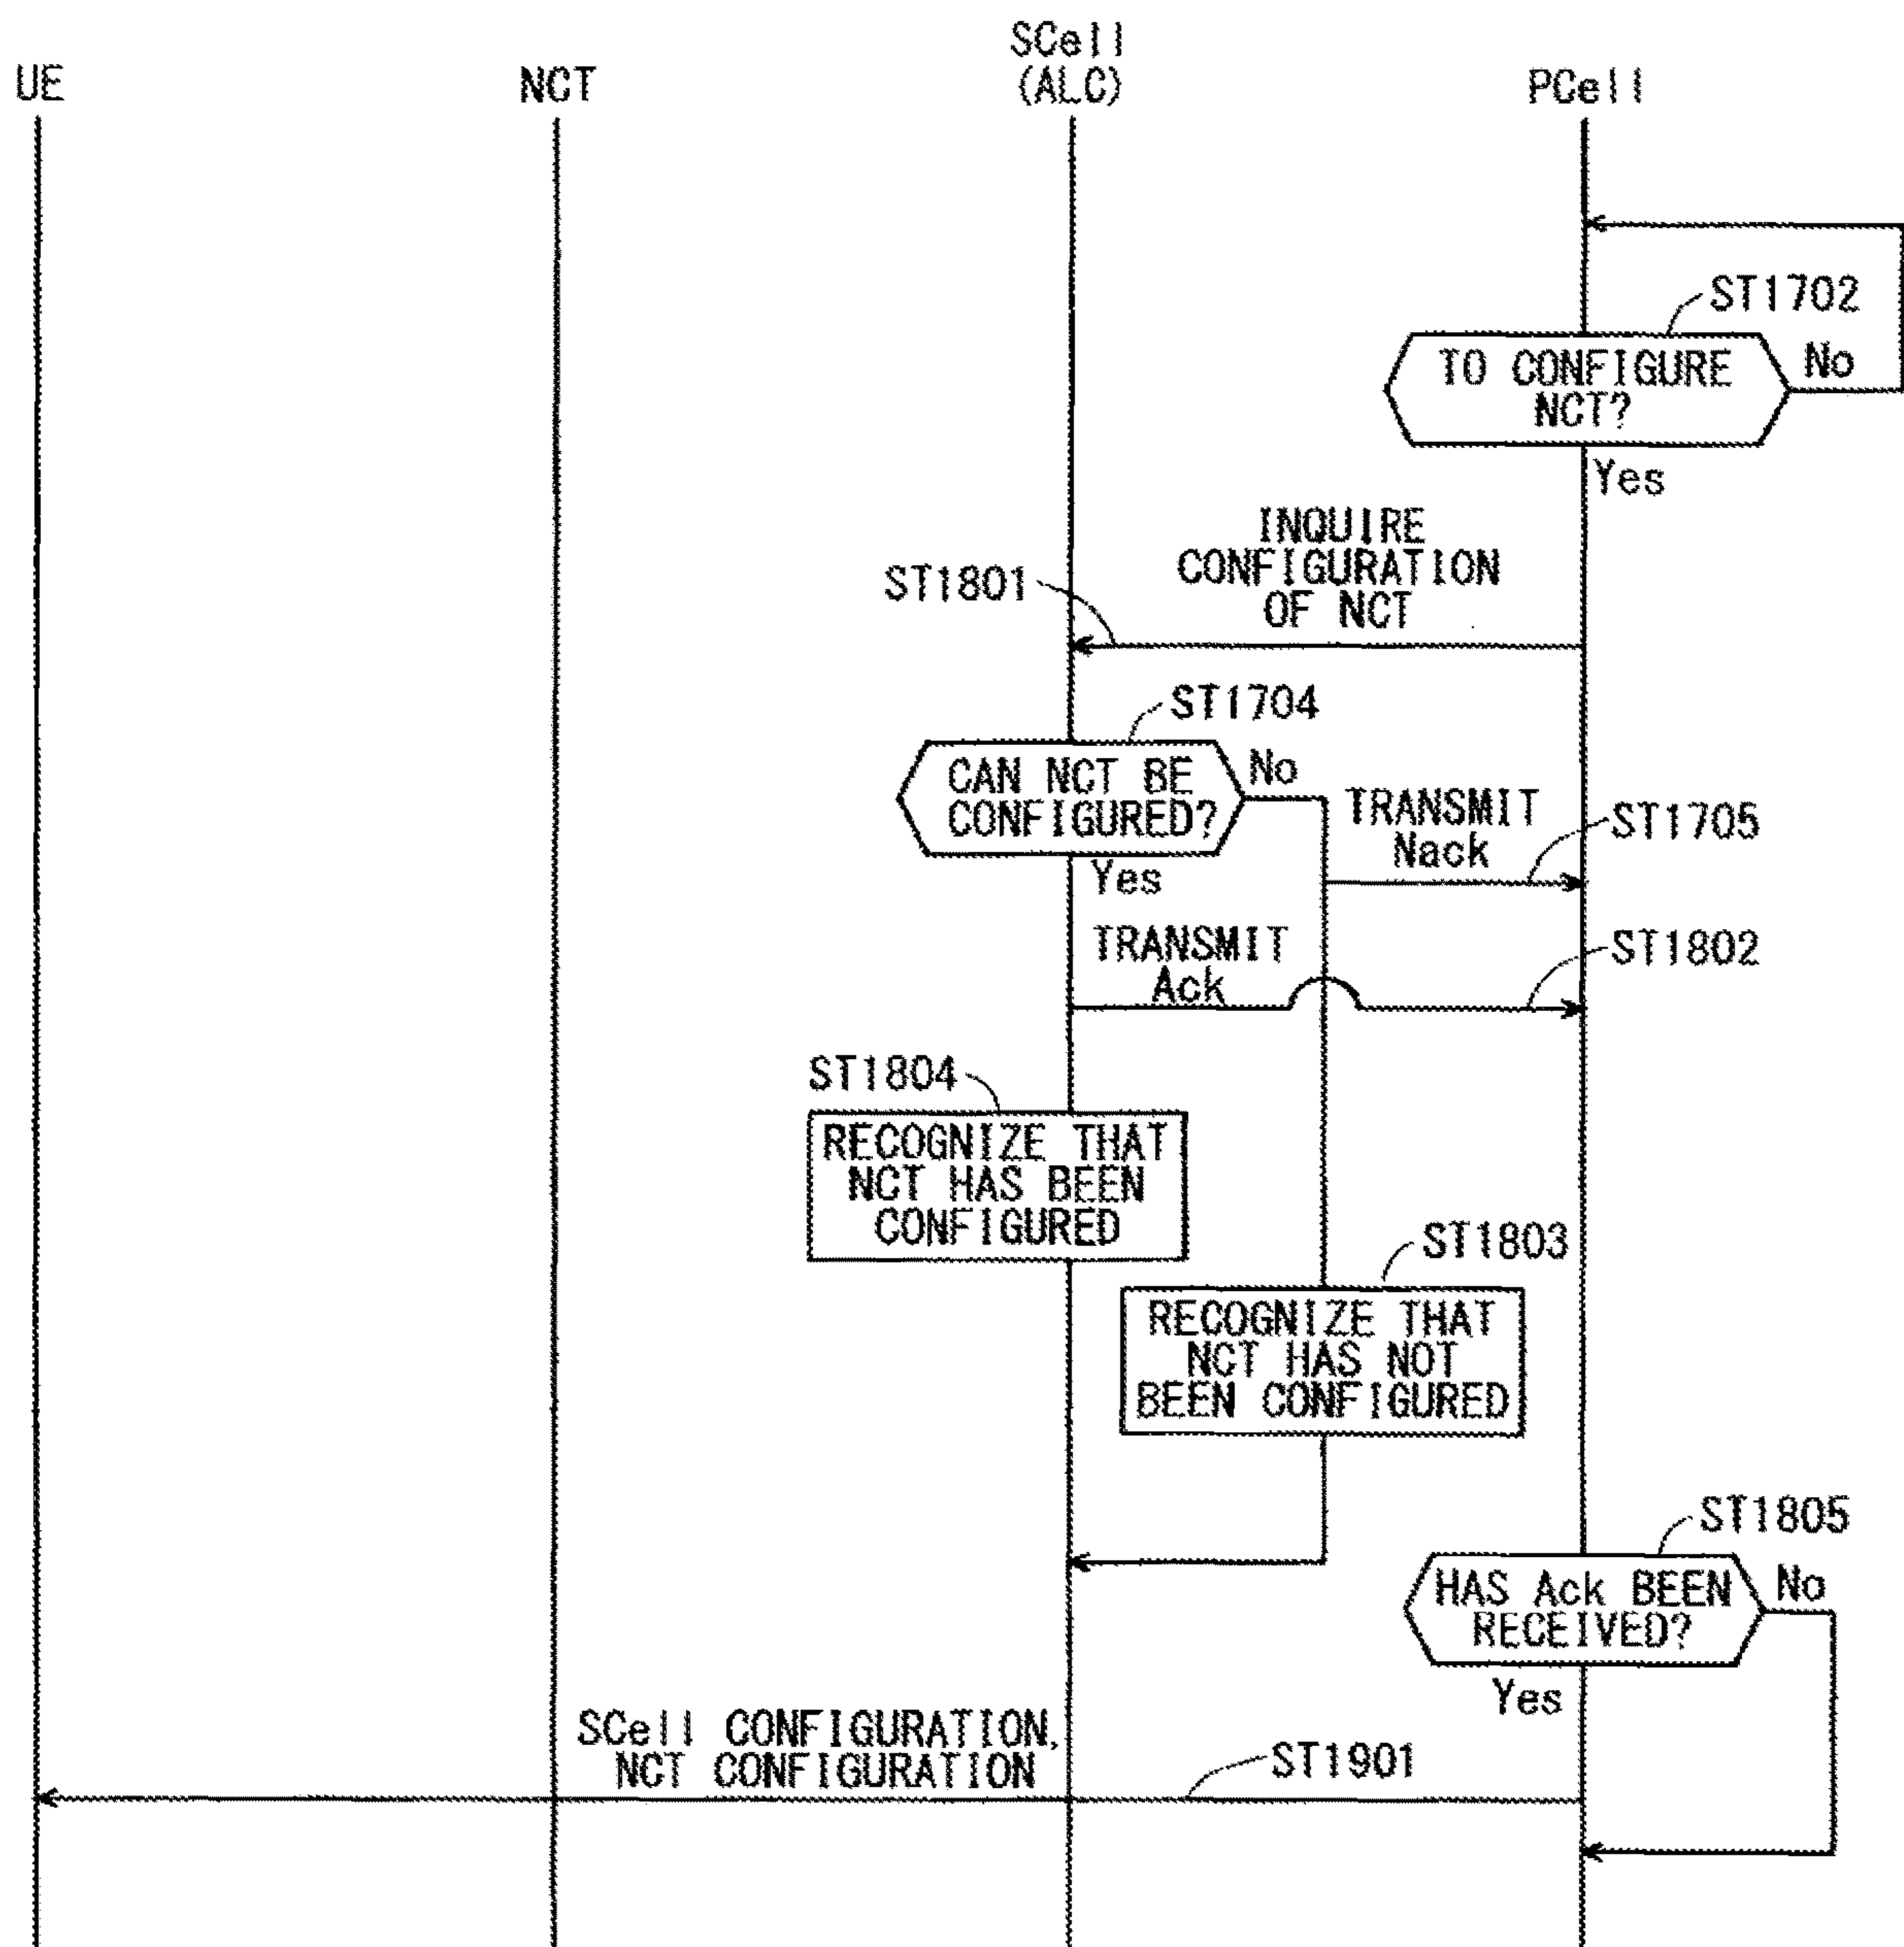 UE
NCT
SCell
(ALC)
PCell
ST1702
TO CONFIGURE
NCT?
No
Yes
INQUIRE
CONFIGURATION
OF NCT
ST1801
ST1704
CAN NCT BE
CONFIGURED?
No
Yes
TRANSMIT
Nack
ST1705
TRANSMIT
Ack
ST1802
ST1804
RECOGNIZE THAT
NCT HAS BEEN
CONFIGURED
ST1803
RECOGNIZE THAT
NCT HAS NOT
BEEN CONFIGURED
ST1805
HAS Ack BEEN
RECEIVED?
No
Yes
SCell CONFIGURATION,
NCT CONFIGURATION
ST1901